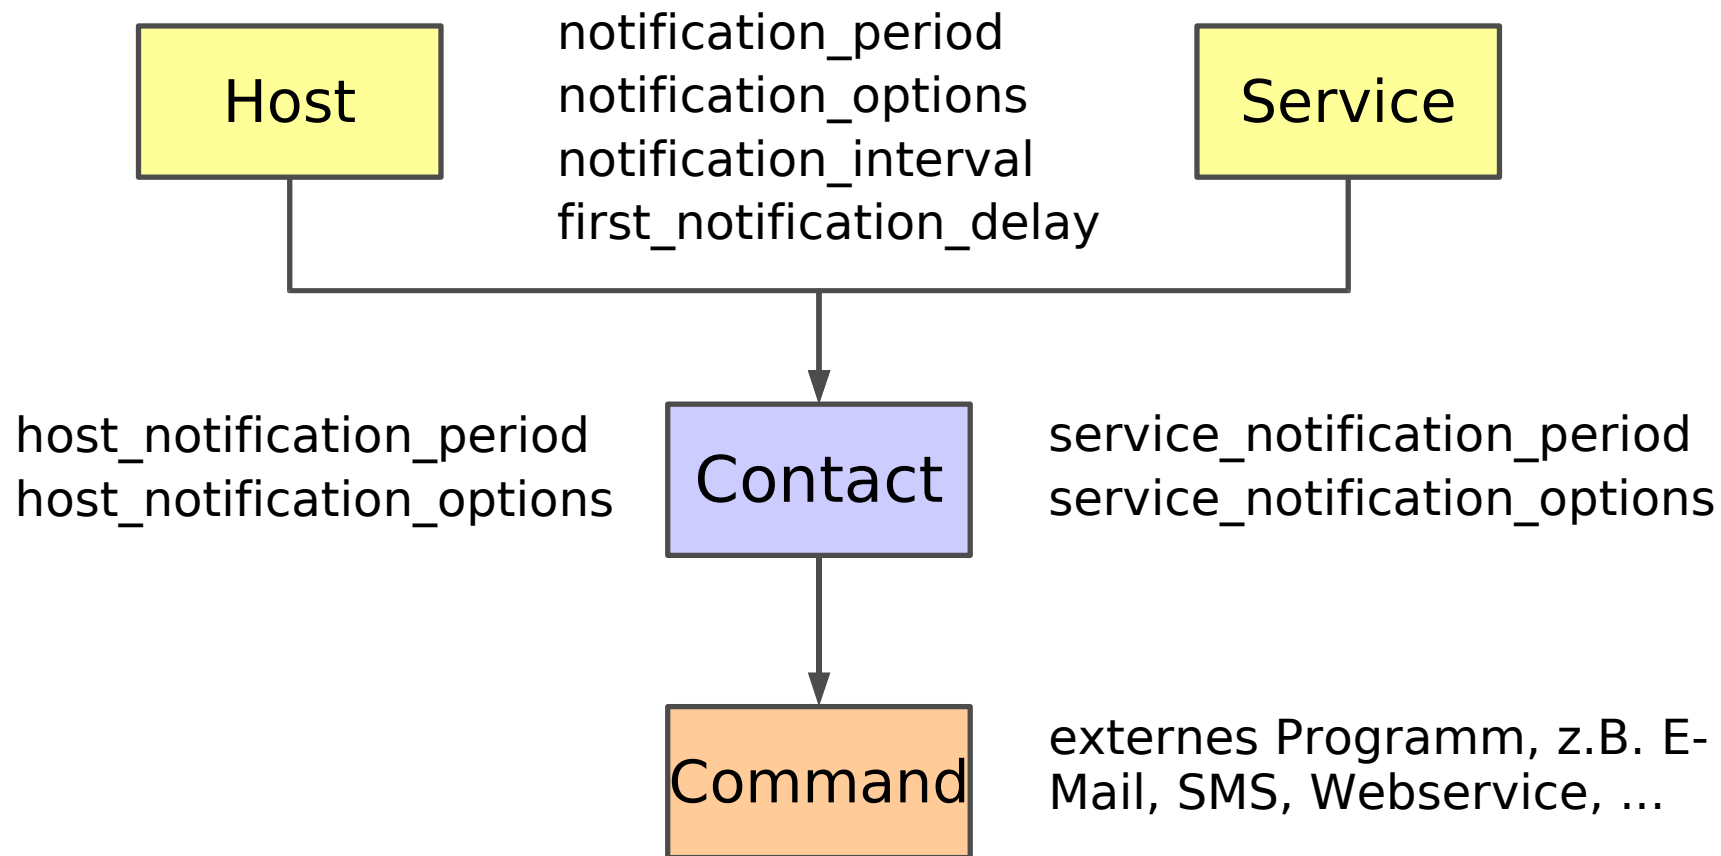 Host
notification_period
notification_options
notification_interval
first_notification_delay
Service
host_notification_period
host_notification_options
Contact
service_notification_period
service_notification_options
Command
externes Programm, z.B. E-
Mail, SMS, Webservice, ...